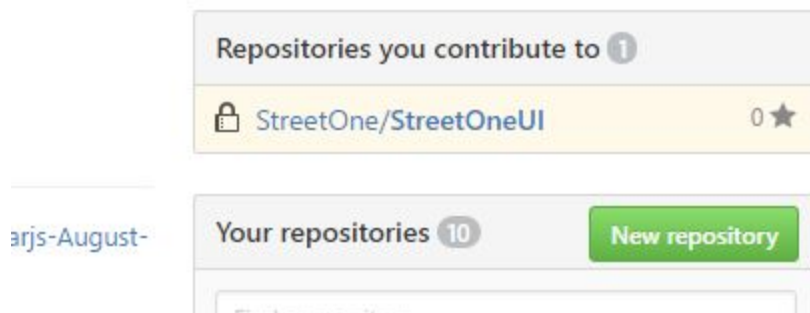 Repositories you contribute to 1
StreetOne/StreetOneUI 0
arjs-August-
Your repositories 10 New repository